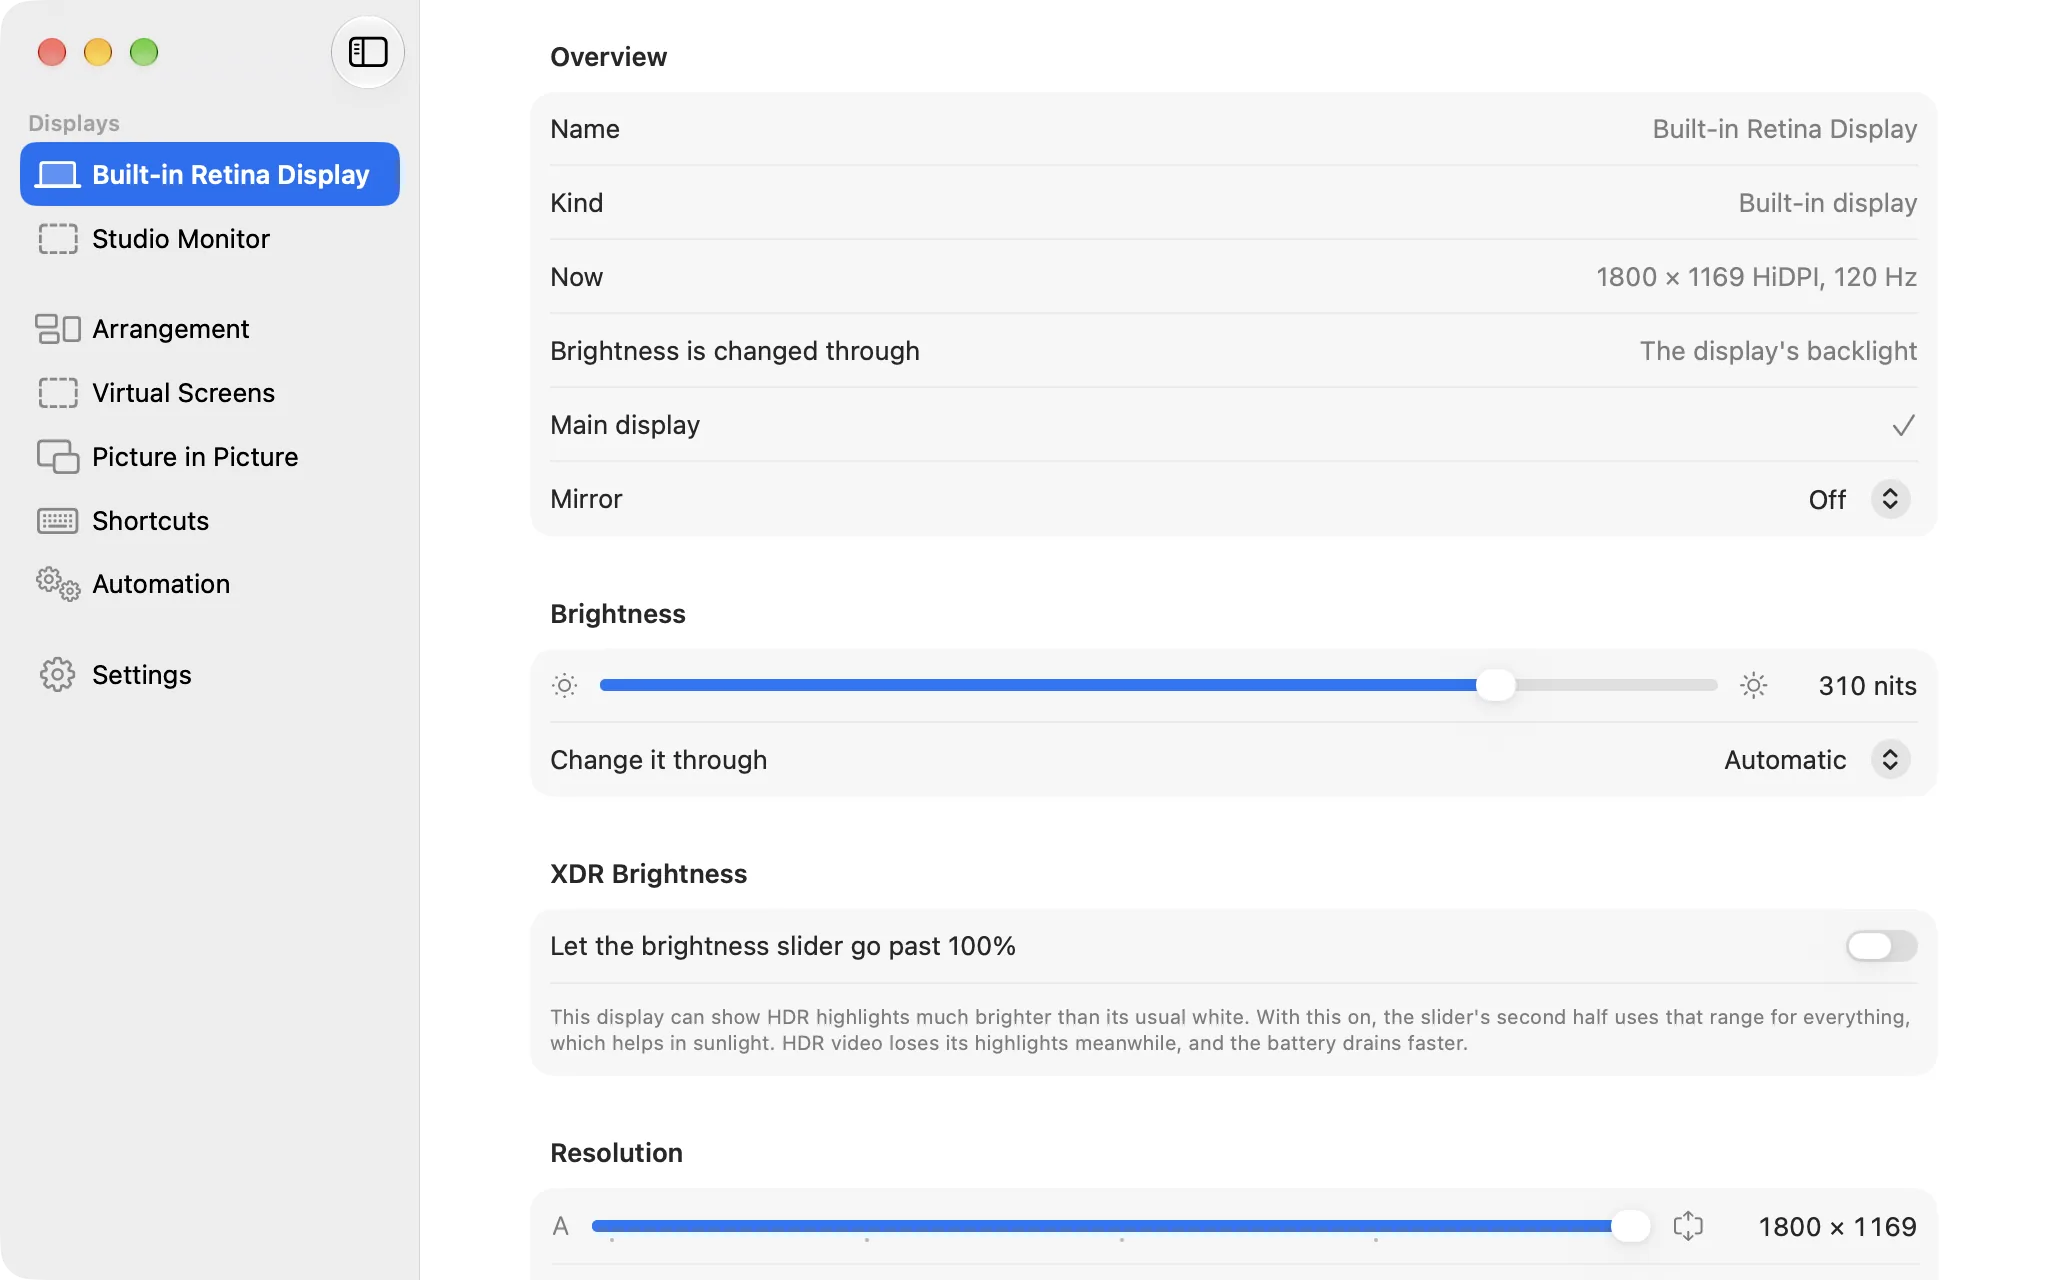 Displays
Built-in Retina Display
Studio Monitor
Arrangement
Virtual Screens
Picture in Picture
Shortcuts
Automation
Settings
Overview
Name Built-in Retina Display
Kind Built-in display
Now 1800 × 1169 HiDPI, 120 Hz
Brightness is changed through The display's backlight
Main display
Mirror Off
Brightness
310 nits
Change it through Automatic
XDR Brightness
Let the brightness slider go past 100%
This display can show HDR highlights much brighter than its usual white. With this on, the slider's second half uses that range for everything,
which helps in sunlight. HDR video loses its highlights meanwhile, and the battery drains faster.
Resolution
A 1800 × 1169